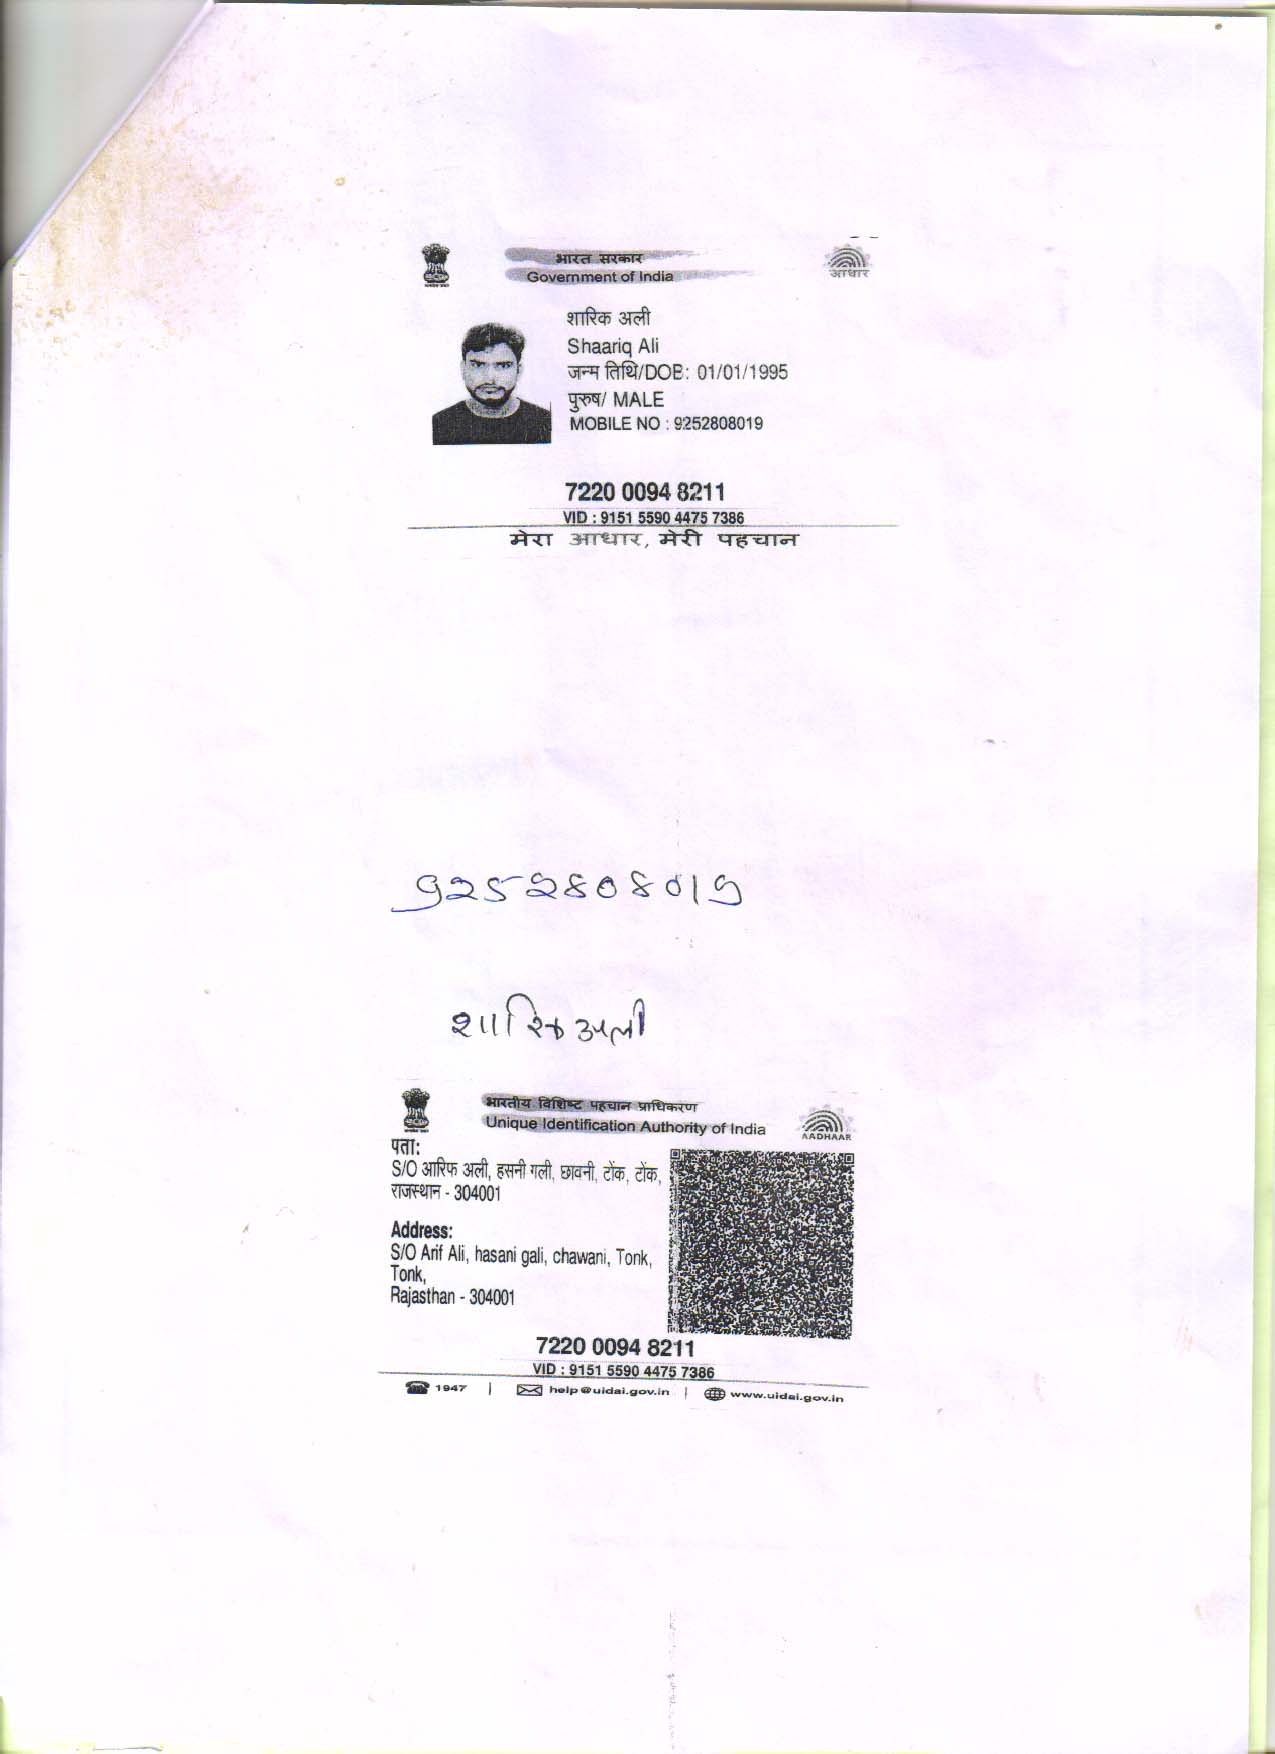 भारत सरकार
Government of India
आधार
शारिक अली
Shaariq Ali
जन्म तिथि/DOB: 01/01/1995
पुरुष/ MALE
MOBILE NO : 9252808019
7220 0094 8211
VID : 9151 5590 4475 7386
मेरा आधार, मेरी पहचान
9252808019
शारिक अली
भारतीय विशिष्ट पहचान प्राधिकरण
Unique Identification Authority of India
AADHAAR
पता:
S/O आरिफ अली, हसनी गली, छावनी, टोंक, टोंक,
राजस्थान - 304001
Address:
S/O Arif Ali, hasani gali, chawani, Tonk,
Tonk,
Rajasthan - 304001
7220 0094 8211
VID : 9151 5590 4475 7386
1947 | help@uidai.gov.in | www.uidai.gov.in